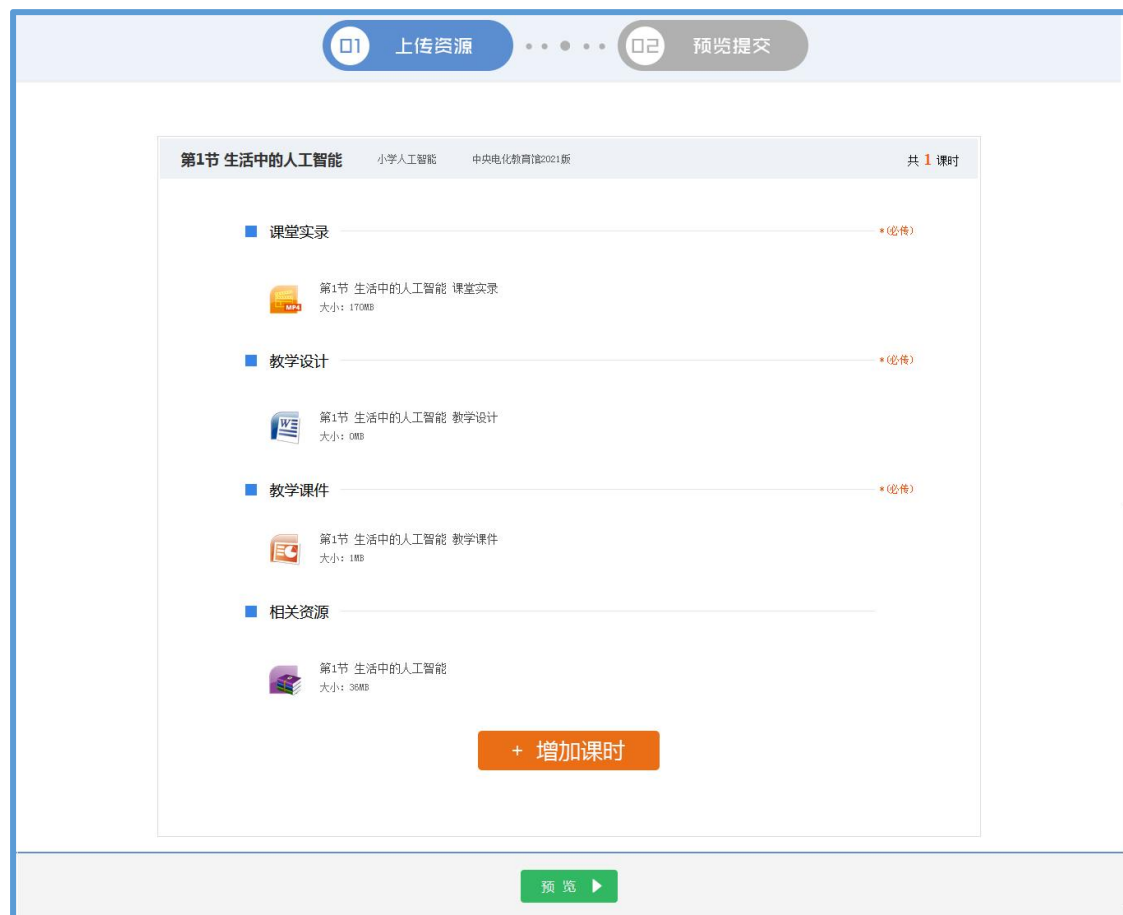 01 上传资源 02 预览提交
第1节 生活中的人工智能 小学人工智能 中央电化教育馆2021版 共 1 课时
课堂实录 *(必传)
第1节 生活中的人工智能 课堂实录
MP4
大小: 170MB
教学设计 *(必传)
第1节 生活中的人工智能 教学设计
W
大小: 0MB
教学课件 *(必传)
第1节 生活中的人工智能 教学课件
大小: 1MB
相关资源
第1节 生活中的人工智能
大小: 36MB
+ 增加课时
预 览